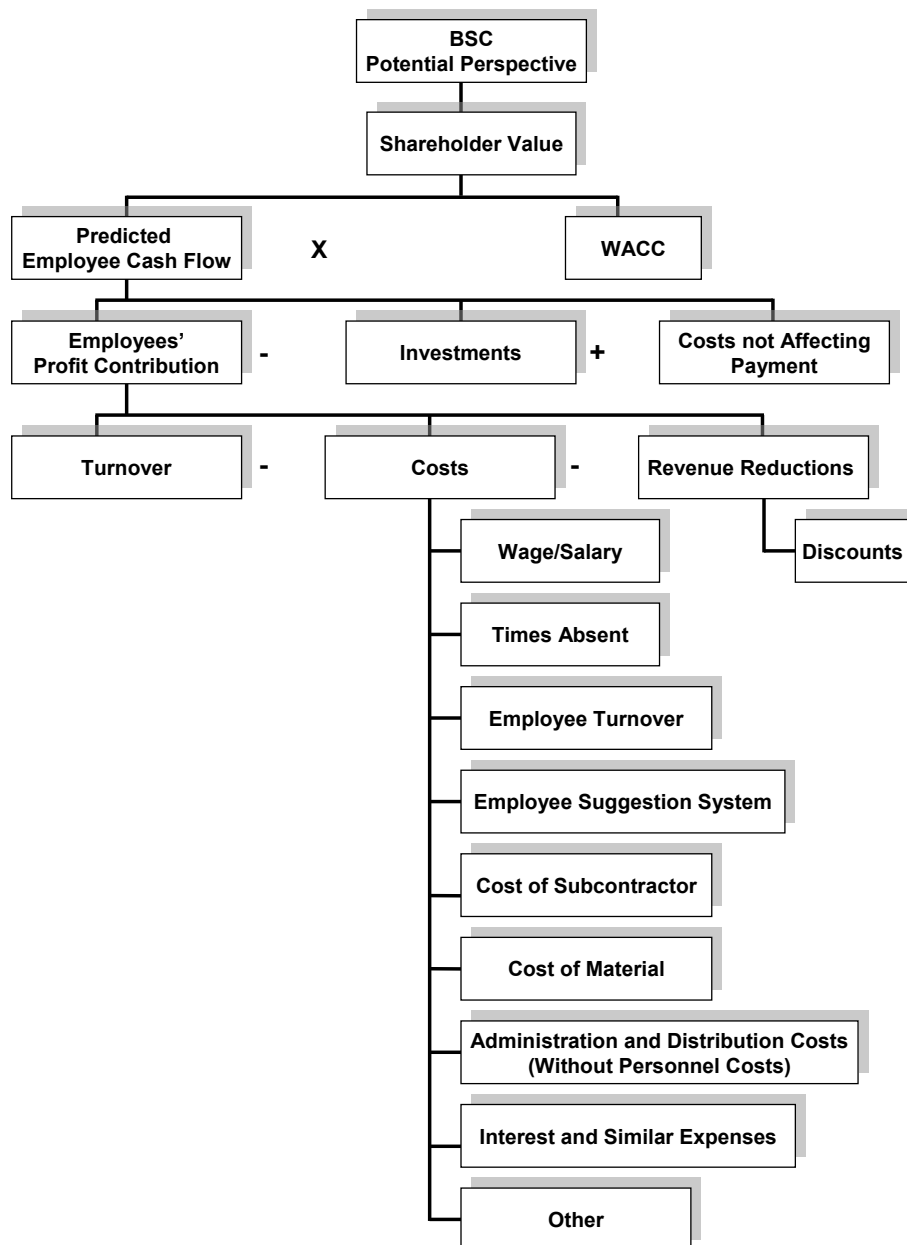 BSC
Potential Perspective
Shareholder Value
Predicted
Employee Cash Flow
X
WACC
Employees'
Profit Contribution
-
Investments
+
Costs not Affecting
Payment
Turnover
-
Costs
-
Revenue Reductions
Wage/Salary
Discounts
Times Absent
Employee Turnover
Employee Suggestion System
Cost of Subcontractor
Cost of Material
Administration and Distribution Costs
(Without Personnel Costs)
Interest and Similar Expenses
Other